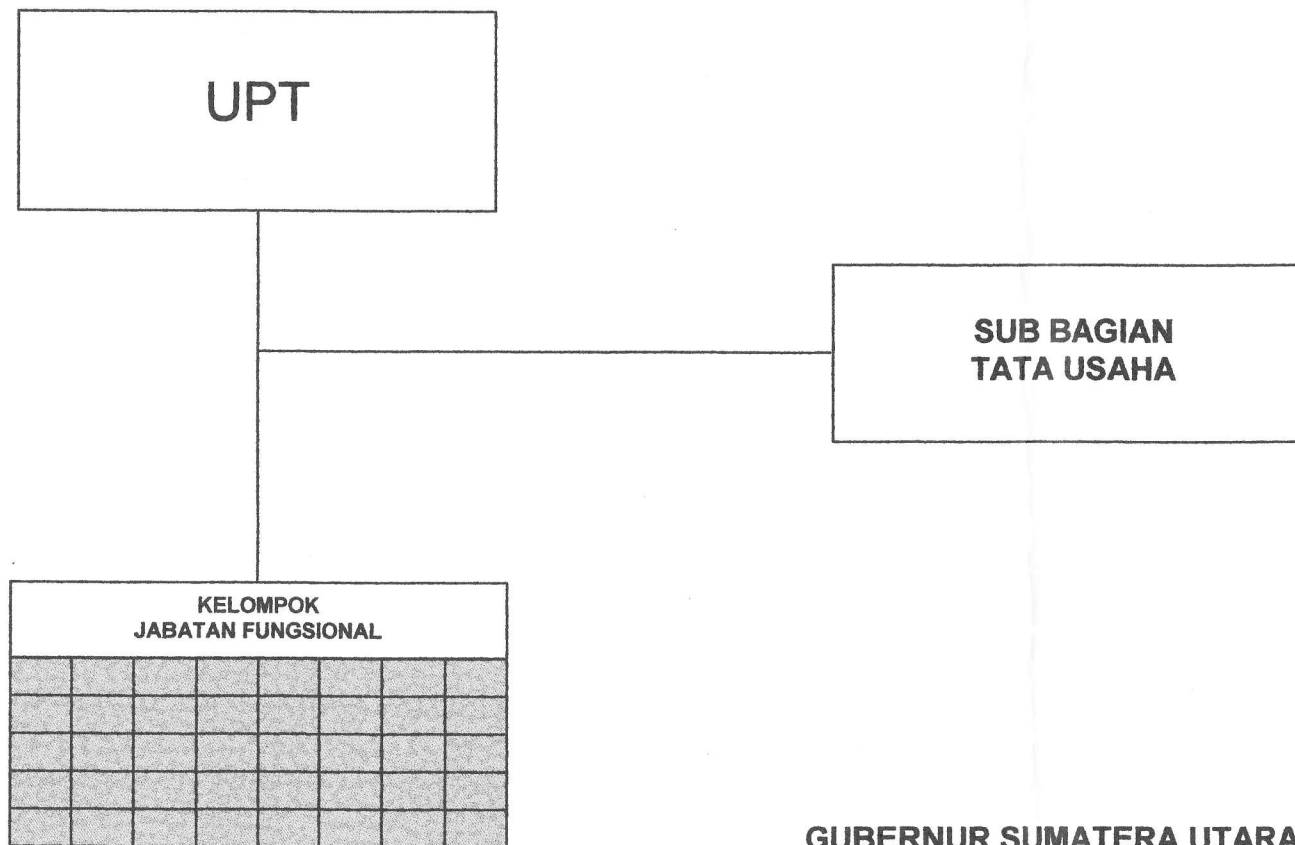 UPT
SUB BAGIAN
TATA USAHA
KELOMPOK
JABATAN FUNGSIONAL
GUBERNUR SUMATERA UTARA